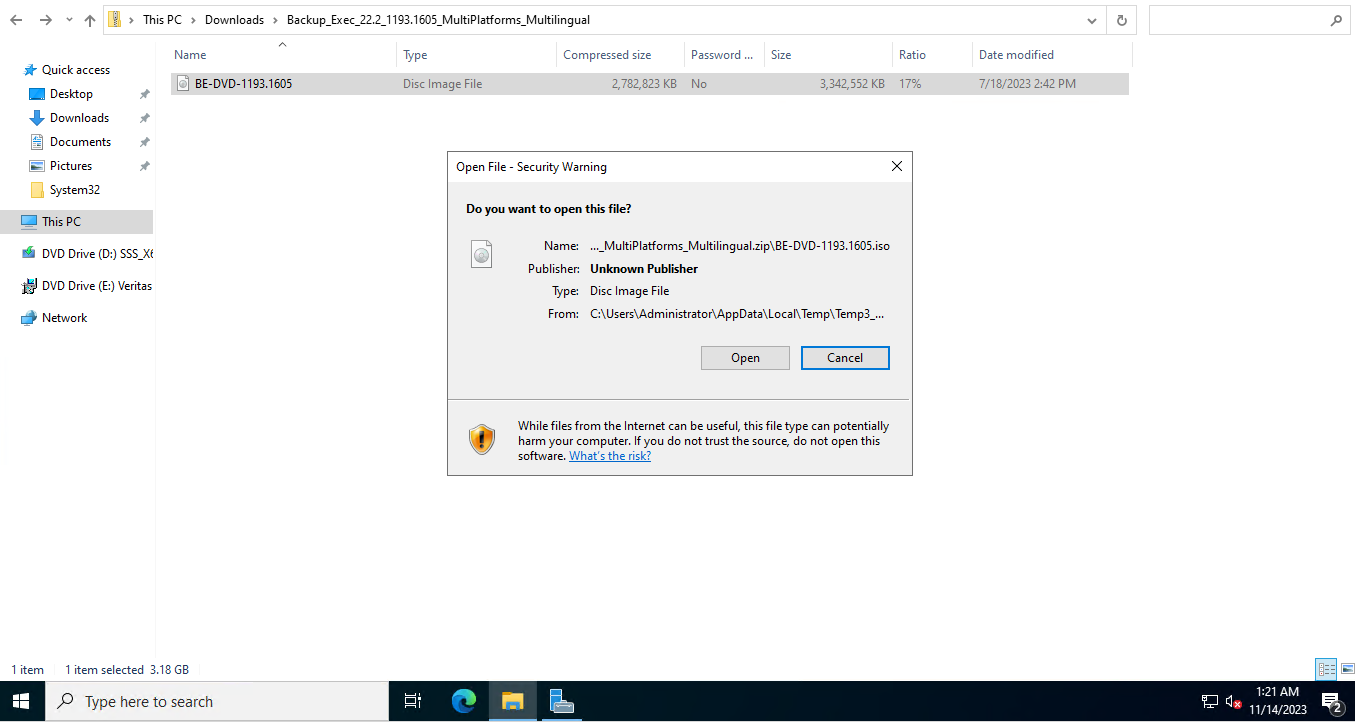 This PC > Downloads > Backup_Exec_22.2_1193.1605_MultiPlatforms_Multilingual
Name Type Compressed size Password ... Size Ratio Date modified
BE-DVD-1193.1605 Disc Image File 2,782,823 KB No 3,342,552 KB 17% 7/18/2023 2:42 PM
Quick access
Desktop
Downloads
Documents
Pictures
System32
This PC
DVD Drive (D:) SSS_X6
DVD Drive (E:) Veritas
Network
Open File - Security Warning
Do you want to open this file?
Name: ..._MultiPlatforms_Multilingual.zip\BE-DVD-1193.1605.iso
Publisher: Unknown Publisher
Type: Disc Image File
From: C:\Users\Administrator\AppData\Local\Temp\Temp3_...
Open Cancel
While files from the Internet can be useful, this file type can potentially
harm your computer. If you do not trust the source, do not open this
software. What's the risk?
1 item 1 item selected 3.18 GB
Type here to search
1:21 AM
11/14/2023
2